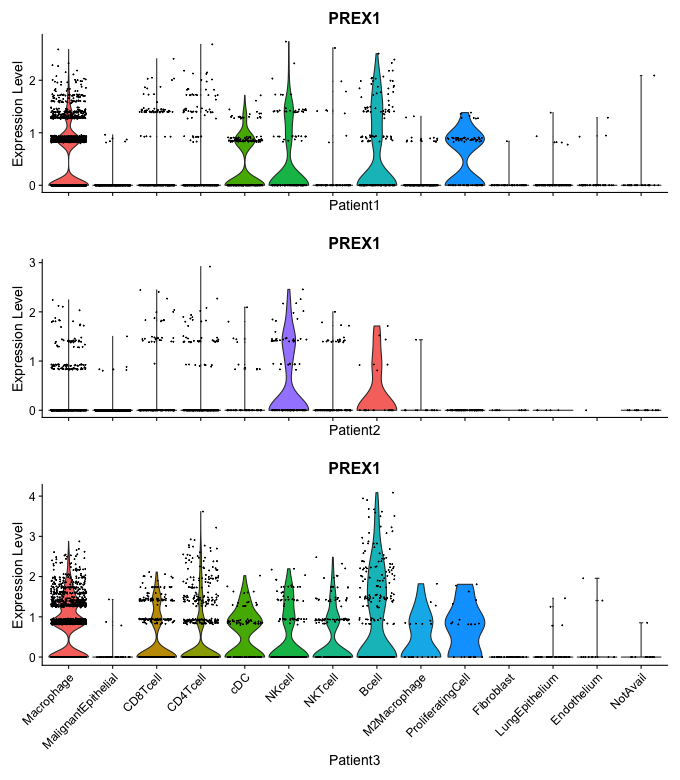 PREX1
Expression Level
2
1
0
Patient1
PREX1
Expression Level
3
2
1
0
Patient2
PREX1
Expression Level
4
3
2
1
0
Macrophage
MalignantEpithelial
CD8Tcell
CD4Tcell
cDC
NKcell
NKTcell
Bcell
M2Macrophage
ProliferatingCell
Fibroblast
LungEpithelium
Endothelium
NotAvail
Patient3